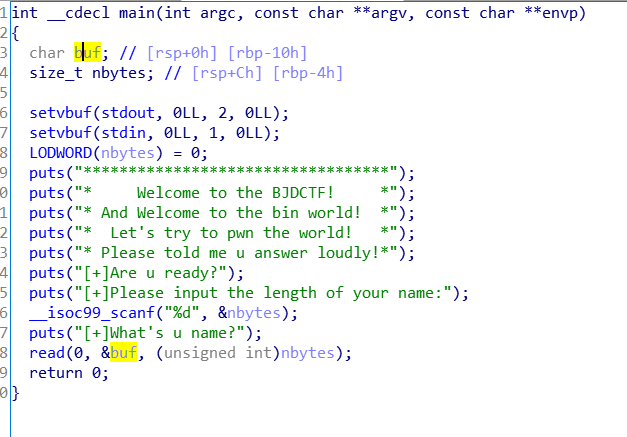 1 int __cdecl main(int argc, const char **argv, const char **envp)
2 {
3 char buf; // [rsp+0h] [rbp-10h]
4 size_t nbytes; // [rsp+Ch] [rbp-4h]
5
6 setvbuf(stdout, 0LL, 2, 0LL);
7 setvbuf(stdin, 0LL, 1, 0LL);
8 LODWORD(nbytes) = 0;
9 puts("**********************************");
0 puts("*     Welcome to the BJDCTF!     *");
1 puts("* And Welcome to the bin world!  *");
2 puts("*  Let's try to pwn the world!   *");
3 puts("* Please told me u answer loudly!*");
4 puts("[+]Are u ready?");
5 puts("[+]Please input the length of your name:");
6 __isoc99_scanf("%d", &nbytes);
7 puts("[+]What's u name?");
8 read(0, &buf, (unsigned int)nbytes);
9 return 0;
0 }